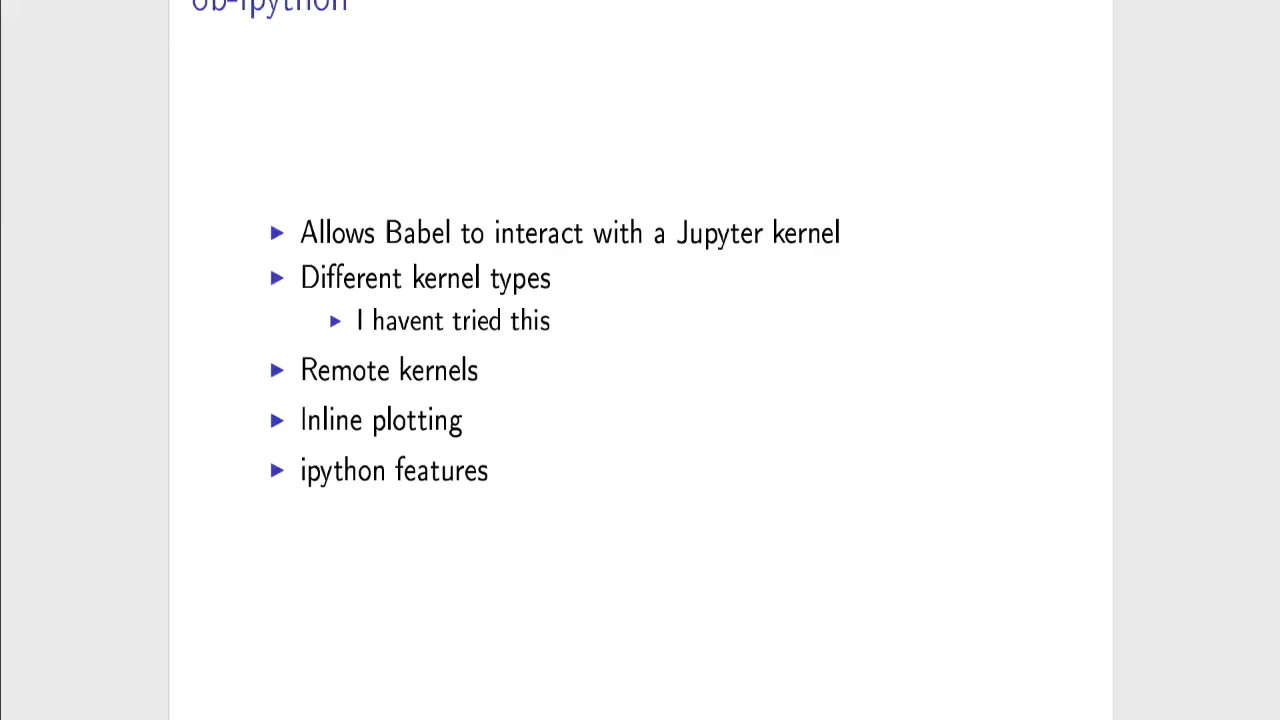 ob-ipython
Allows Babel to interact with a Jupyter kernel
Different kernel types
I havent tried this
Remote kernels
Inline plotting
ipython features